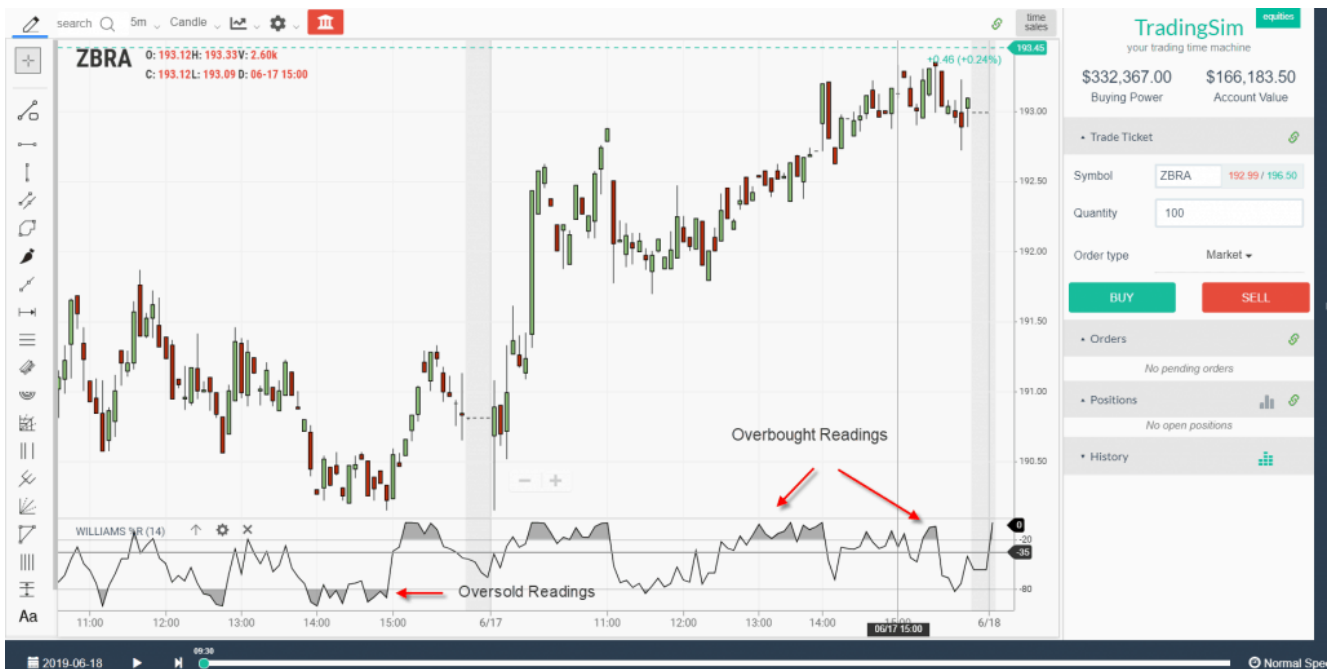 search 5m Candle
time sales
TradingSim equities
your trading time machine
ZBRA O: 193.12H: 193.33V: 2.60k
C: 193.12L: 193.09 D: 06-17 15:00
193.45
+0.46 (+0.24%)
$332,367.00 $166,183.50
Buying Power Account Value
193.00
Trade Ticket
Symbol ZBRA 192.99 / 196.50
192.50
Quantity 100
192.00
Order type Market
BUY SELL
191.50
Orders
No pending orders
191.00
Positions
No open positions
Overbought Readings
History
190.50
WILLIAMS %R (14)
0
-20
-35
-80
Oversold Readings
Aa
11:00 12:00 13:00 14:00 15:00 6/17 11:00 12:00 13:00 14:00 6/18
06/17 15:00
2019-06-18 09:30 Normal Spe